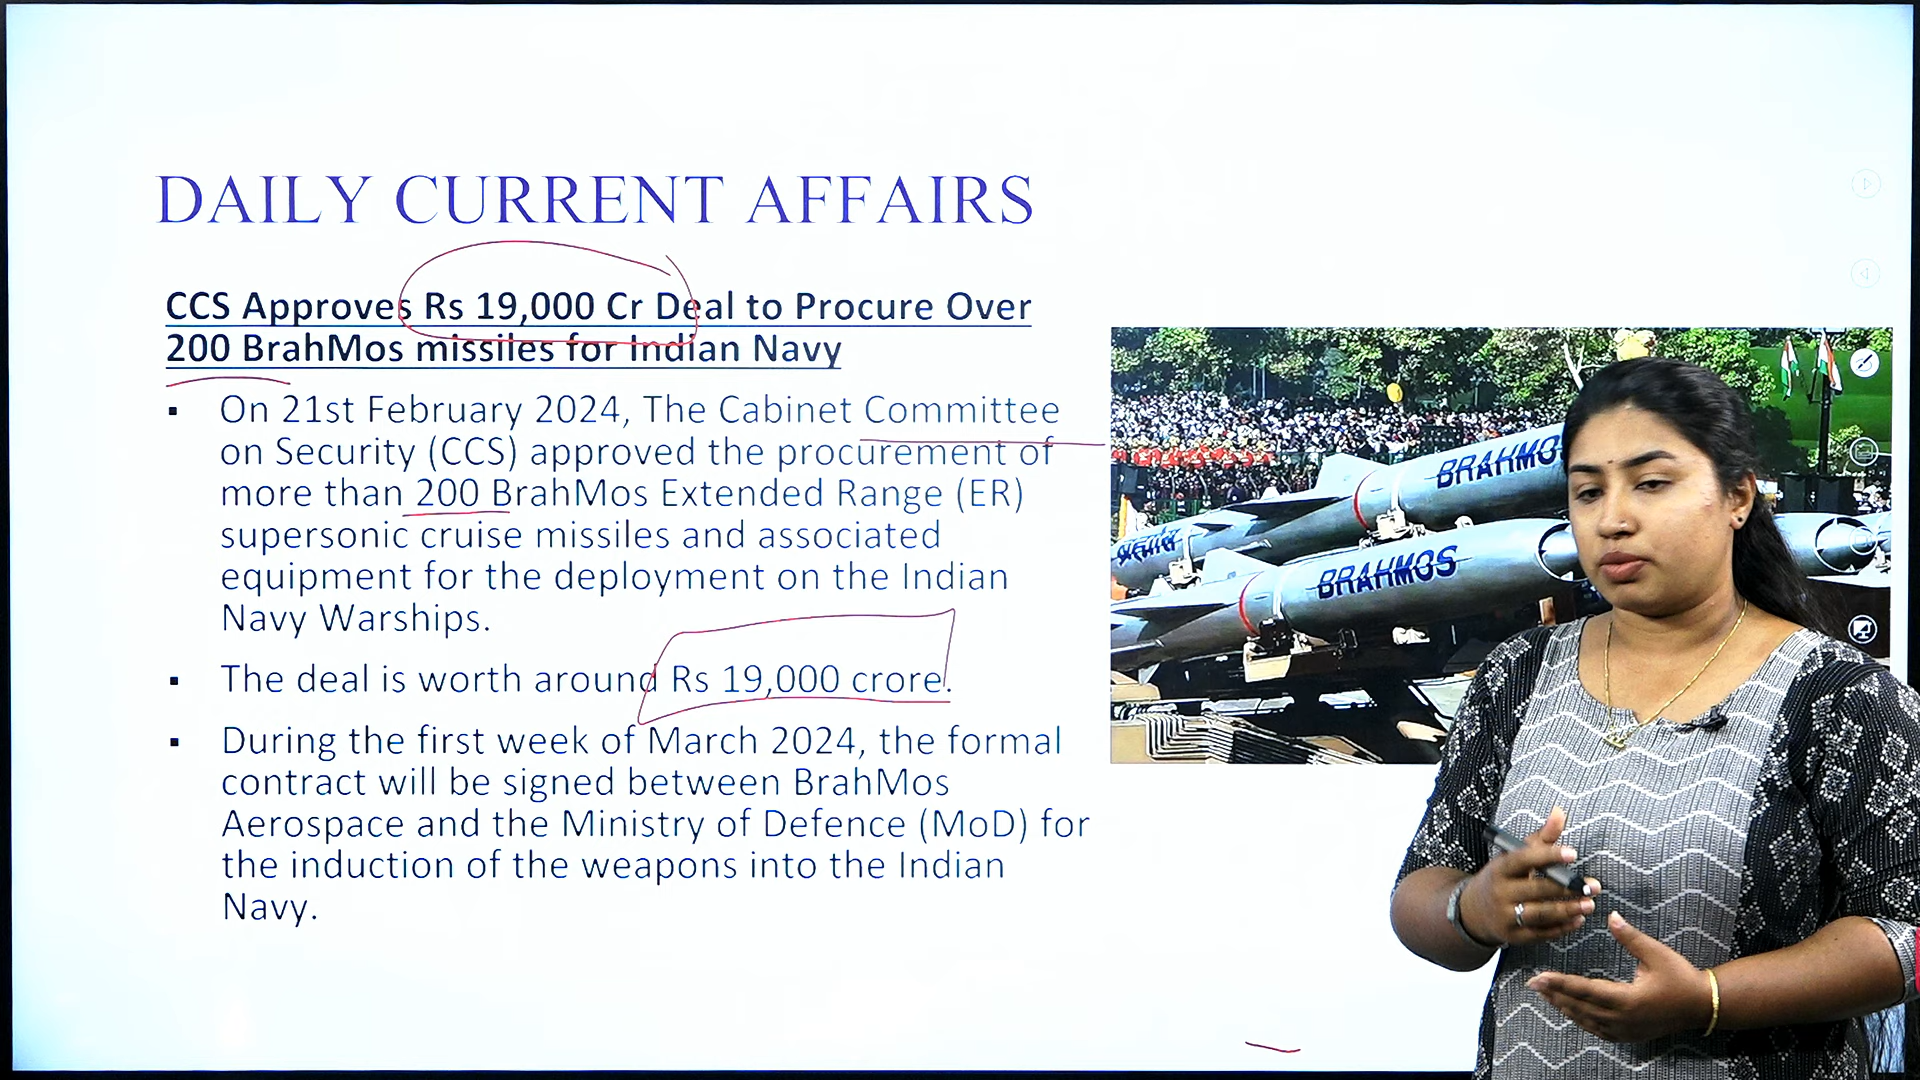 DAILY CURRENT AFFAIRS
CCS Approves Rs 19,000 Cr Deal to Procure Over
200 BrahMos missiles for Indian Navy
▪ On 21st February 2024, The Cabinet Committee
on Security (CCS) approved the procurement of
more than 200 BrahMos Extended Range (ER)
supersonic cruise missiles and associated
equipment for the deployment on the Indian
Navy Warships.
▪ The deal is worth around Rs 19,000 crore.
▪ During the first week of March 2024, the formal
contract will be signed between BrahMos
Aerospace and the Ministry of Defence (MoD) for
the induction of the weapons into the Indian
Navy.
BRAHMOS
BRAHMOS